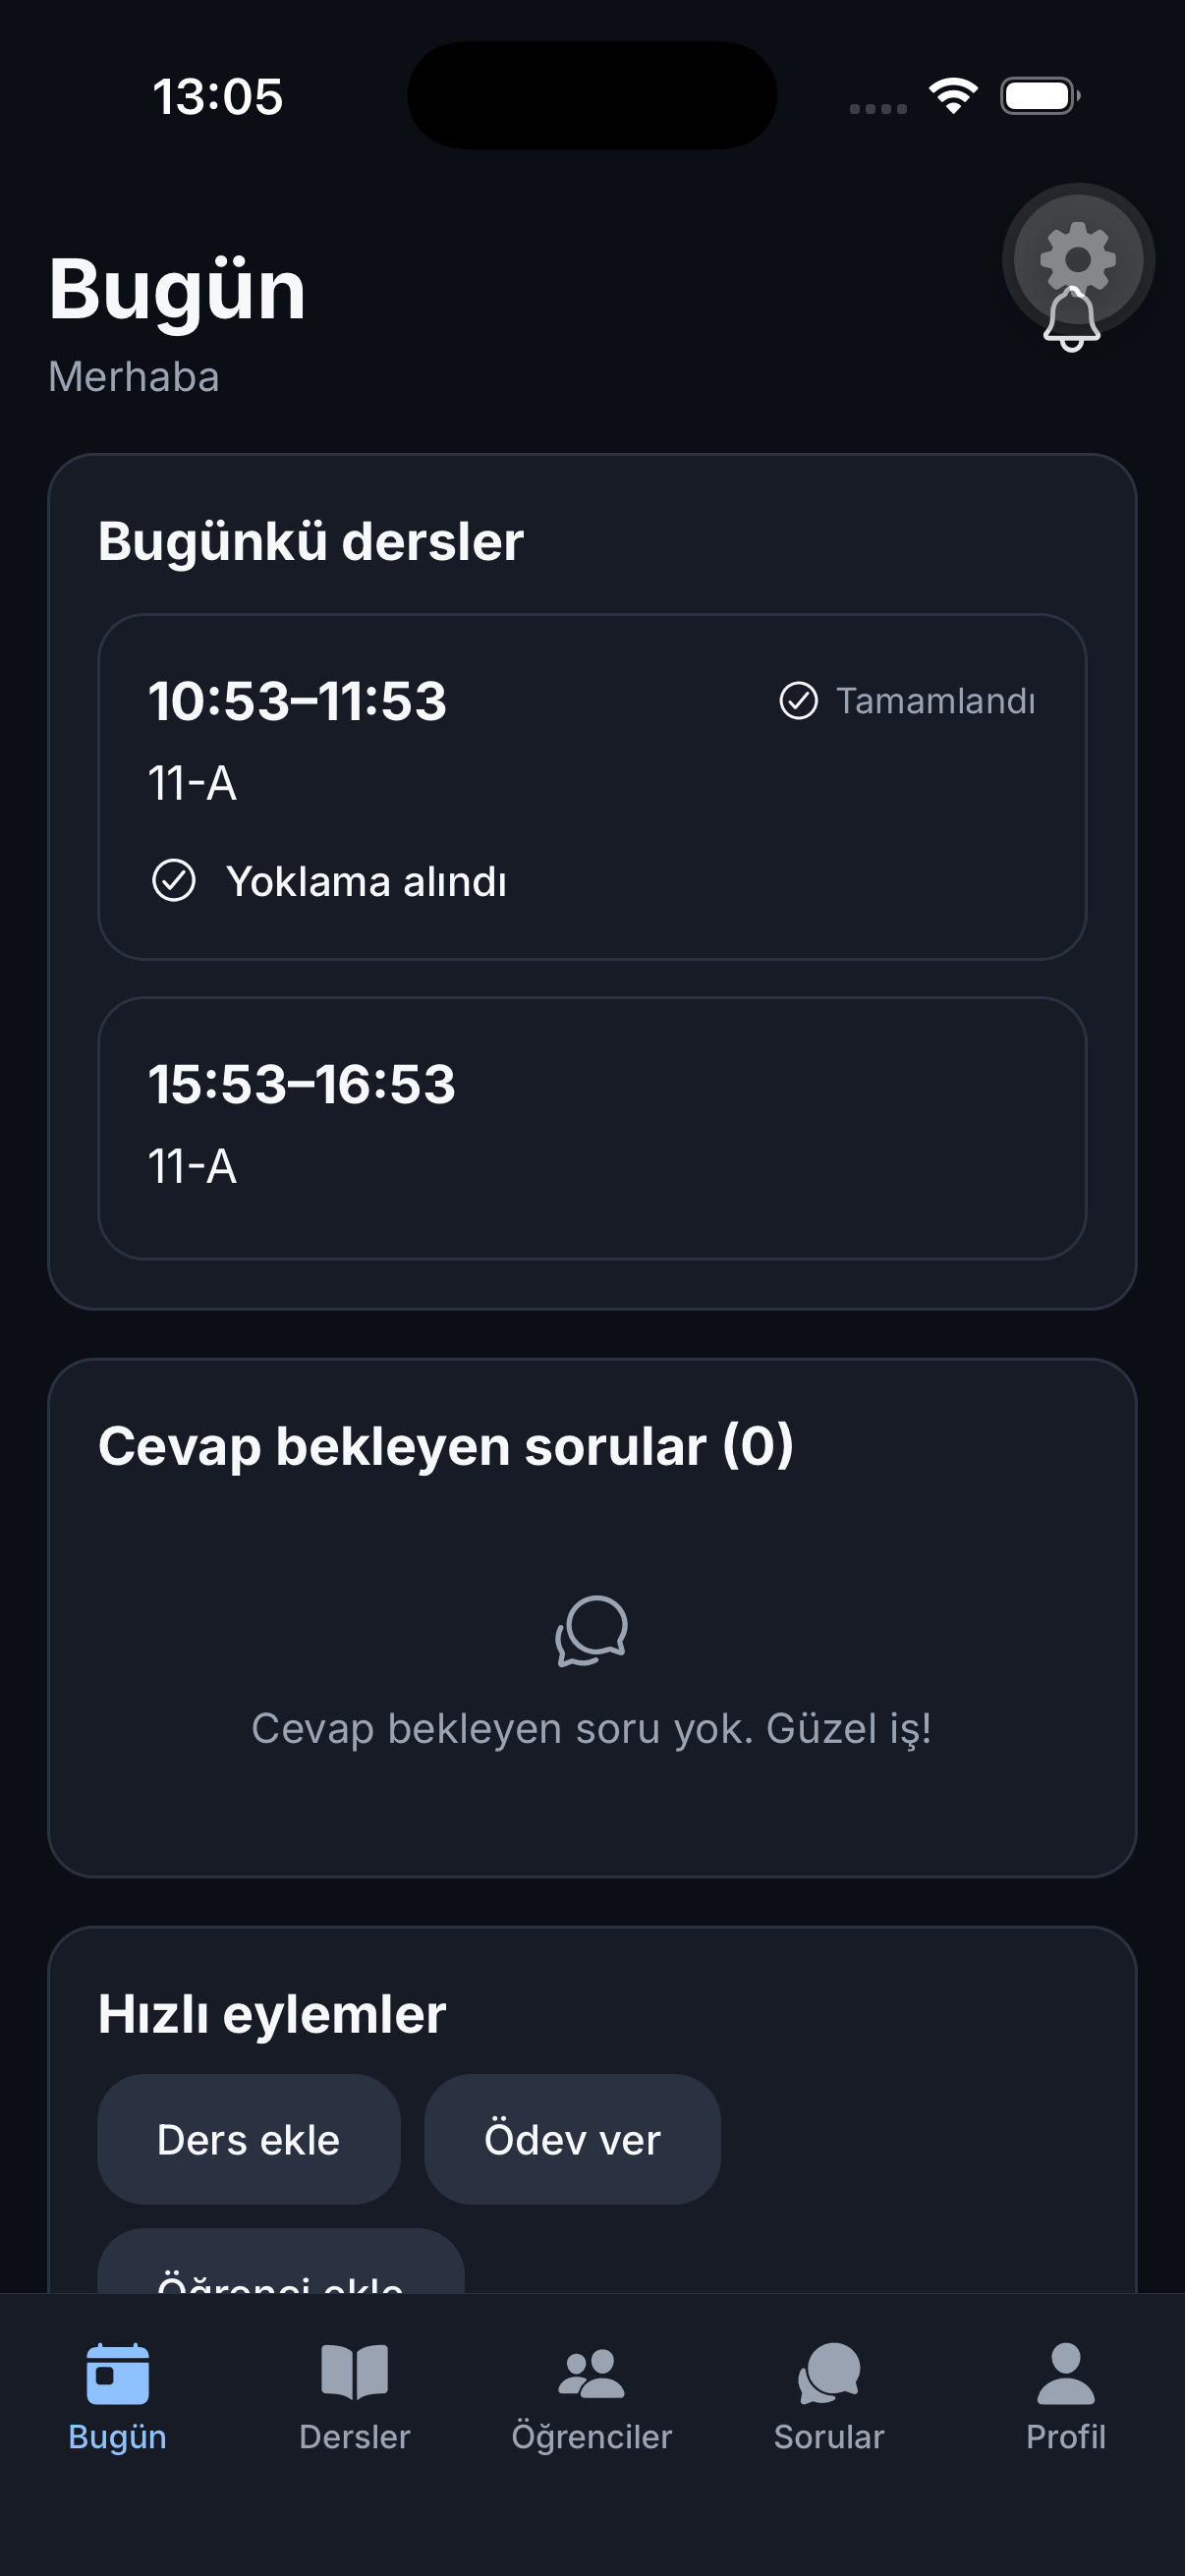 13:05
Bugün
Merhaba
Bugünkü dersler
10:53–11:53
Tamamlandı
11-A
Yoklama alındı
15:53–16:53
11-A
Cevap bekleyen sorular (0)
Cevap bekleyen soru yok. Güzel iş!
Hızlı eylemler
Ders ekle
Ödev ver
Öğrenci ekle
Bugün
Dersler
Öğrenciler
Sorular
Profil